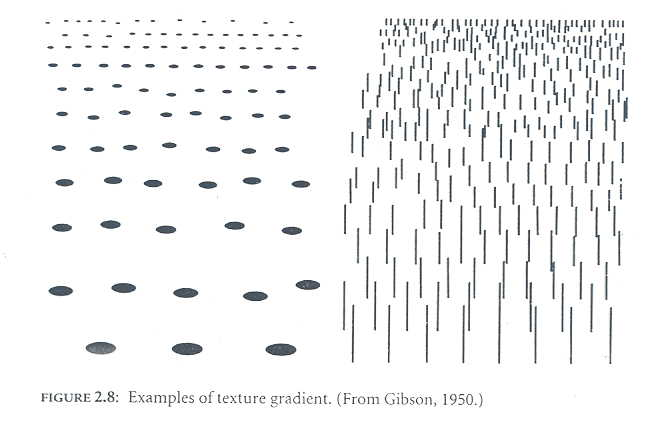 FIGURE 2.8: Examples of texture gradient. (From Gibson, 1950.)